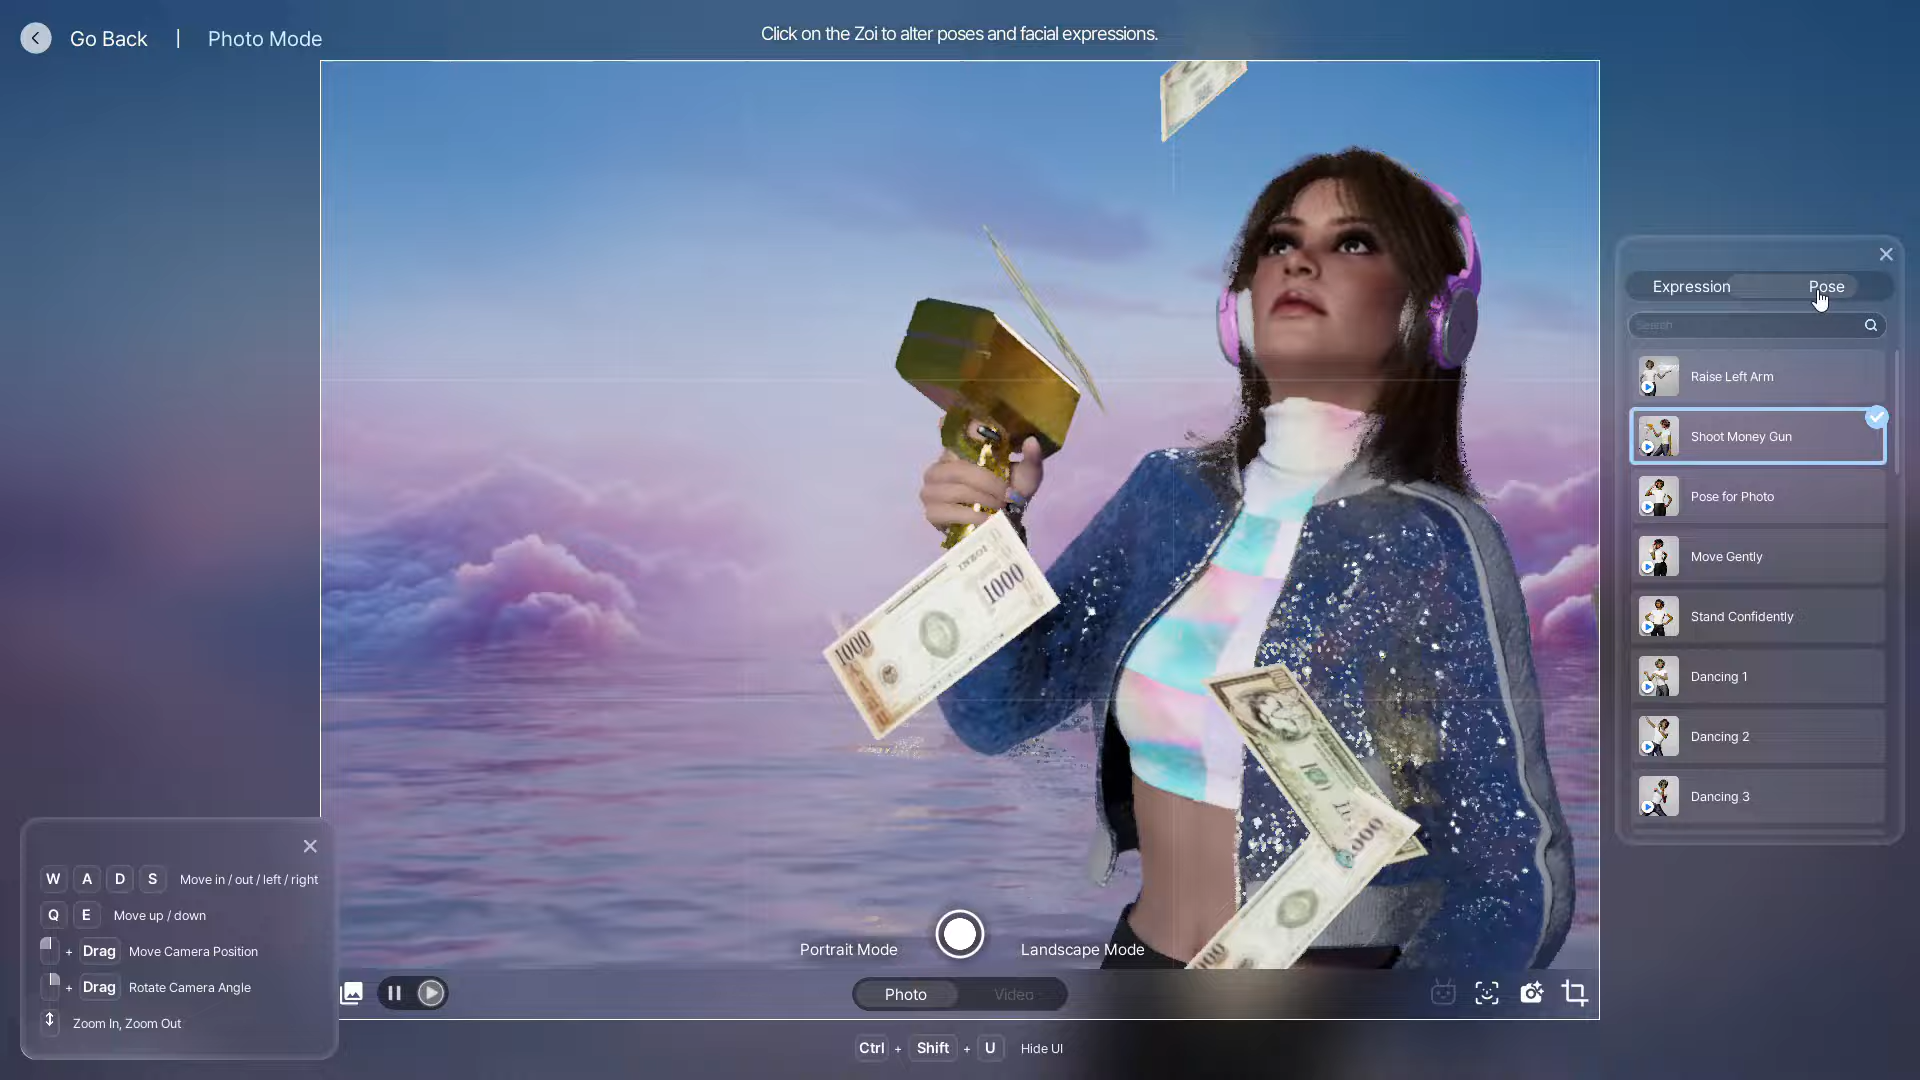 Go Back | Photo Mode
Click on the Zoi to alter poses and facial expressions.
Expression Pose
Search
Raise Left Arm
Shoot Money Gun
Pose for Photo
Move Gently
Stand Confidently
Dancing 1
Dancing 2
Dancing 3
1000
1000
1000
W A D S Move in / out / left / right
Q E Move up / down
+ Drag Move Camera Position
+ Drag Rotate Camera Angle
Zoom In, Zoom Out
Portrait Mode Landscape Mode
Photo Video
Ctrl + Shift + U Hide UI